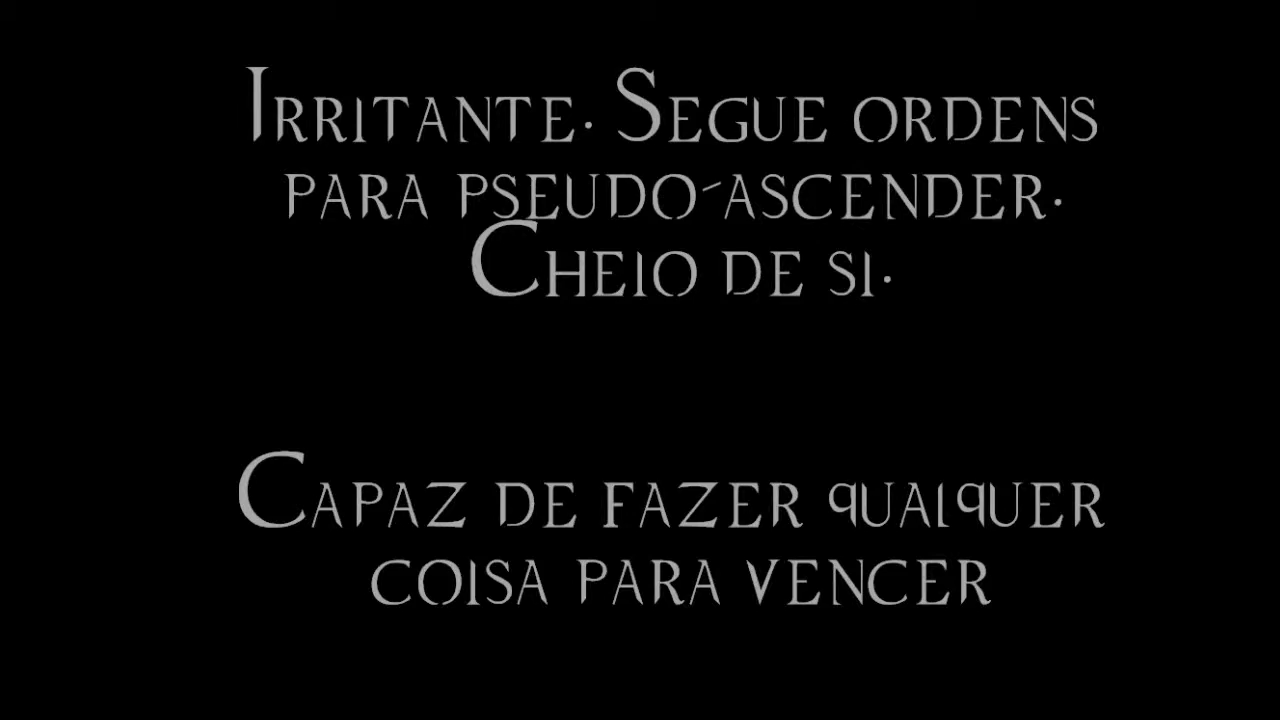 Irritante. Segue ordens
para pseudo-ascender.
Cheio de si.
Capaz de fazer qualquer
coisa para vencer